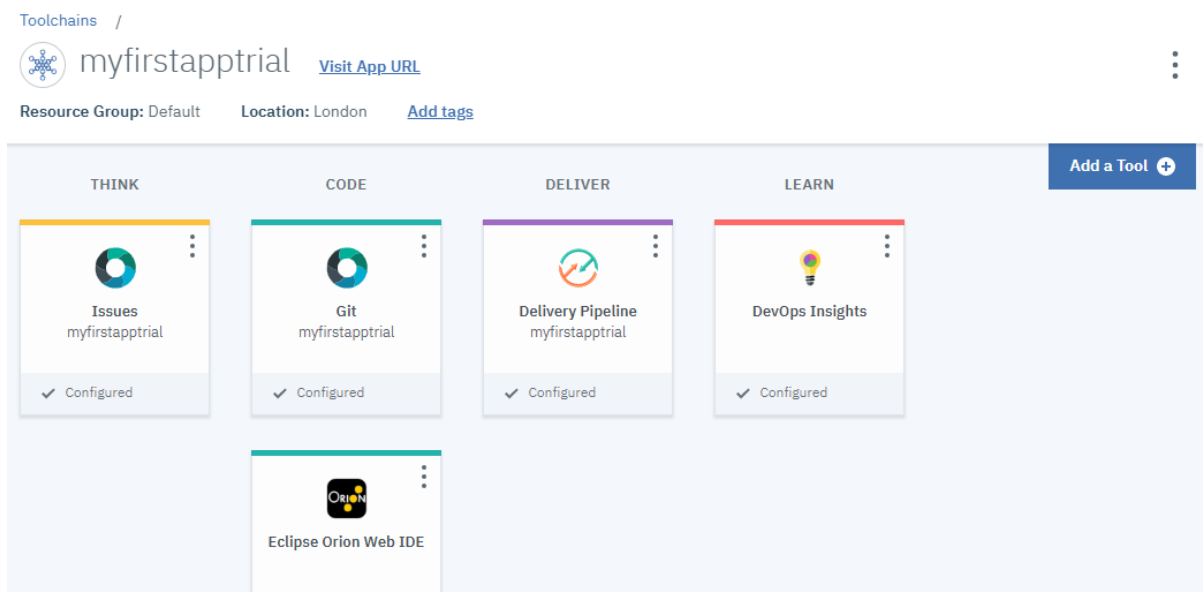 Toolchains /
myfirstapptrial Visit App URL
Resource Group: Default Location: London Add tags
Add a Tool
THINK CODE DELIVER LEARN
Issues
myfirstapptrial
Configured
Git
myfirstapptrial
Configured
Delivery Pipeline
myfirstapptrial
Configured
DevOps Insights
Configured
ORION
Eclipse Orion Web IDE